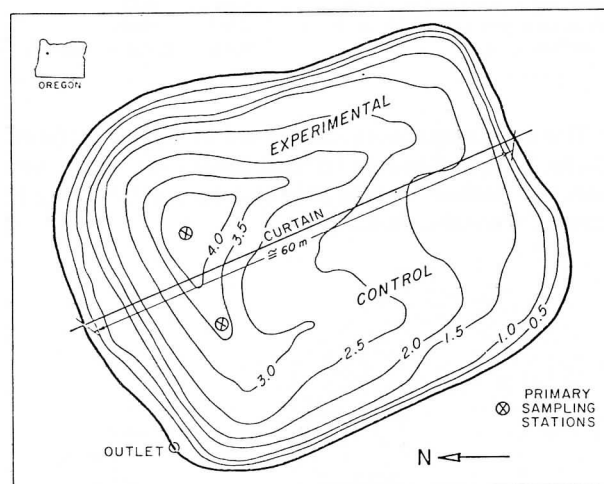 OREGON
EXPERIMENTAL
CURTAIN
≅ 60 m
4.0
3.5
CONTROL
3.0
2.5
2.0
1.5
1.0
0.5
PRIMARY
SAMPLING
STATIONS
OUTLET
N